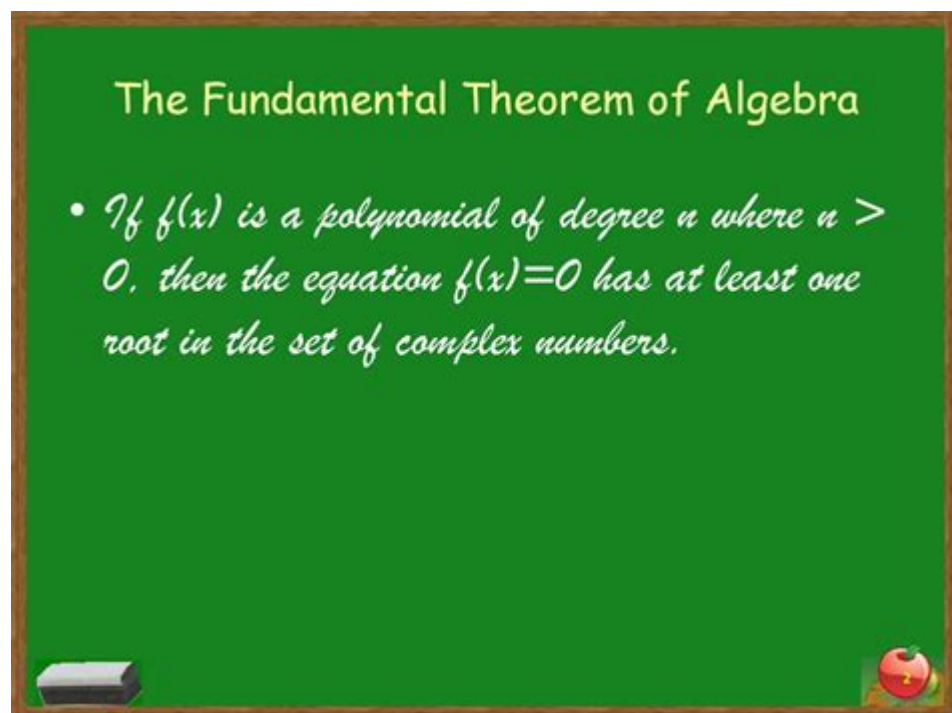 The Fundamental Theorem of Algebra
• If f(x) is a polynomial of degree n where n >
0, then the equation f(x)=0 has at least one
root in the set of complex numbers.
2